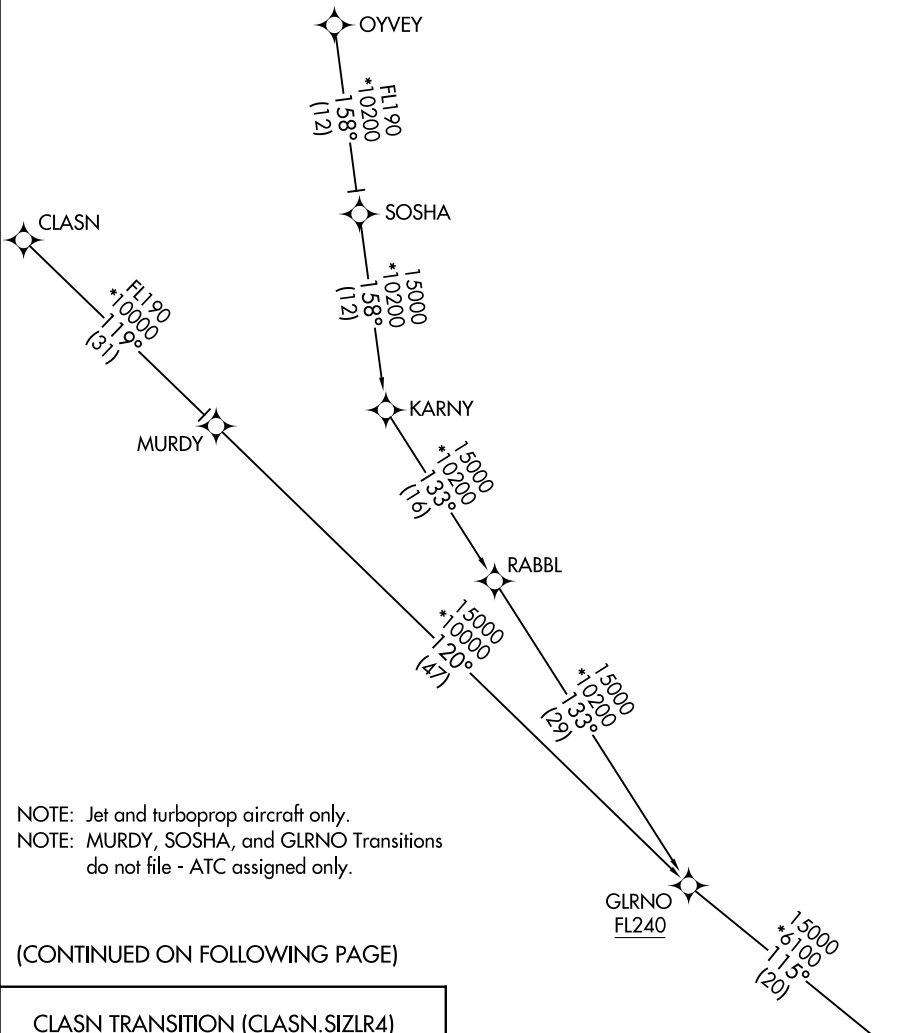 OYVEY
FL190
*10200
158°
(12)
SOSHA
CLASN
FL190
*10000
119°
(31)
15000
*10200
158°
(12)
KARNY
MURDY
15000
*10200
133°
(16)
RABBL
15000
*10000
120°
(47)
15000
*10200
133°
(29)
NOTE: Jet and turboprop aircraft only.
NOTE: MURDY, SOSHA, and GLRNO Transitions
do not file - ATC assigned only.
GLRNO
FL240
15000
*6100
115°
(20)
(CONTINUED ON FOLLOWING PAGE)
CLASN TRANSITION (CLASN.SIZLR4)